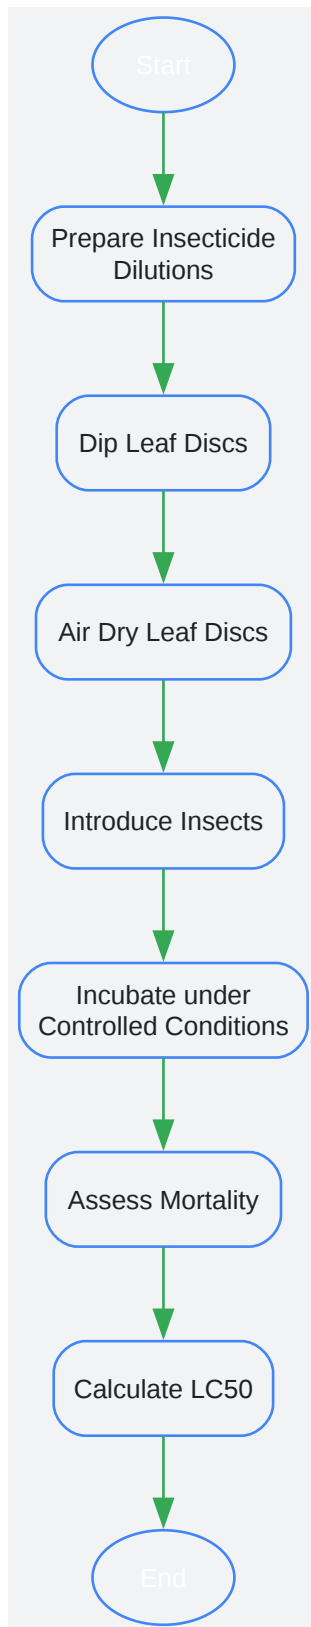 Start
Prepare Insecticide
Dilutions
Dip Leaf Discs
Air Dry Leaf Discs
Introduce Insects
Incubate under
Controlled Conditions
Assess Mortality
Calculate LC50
End